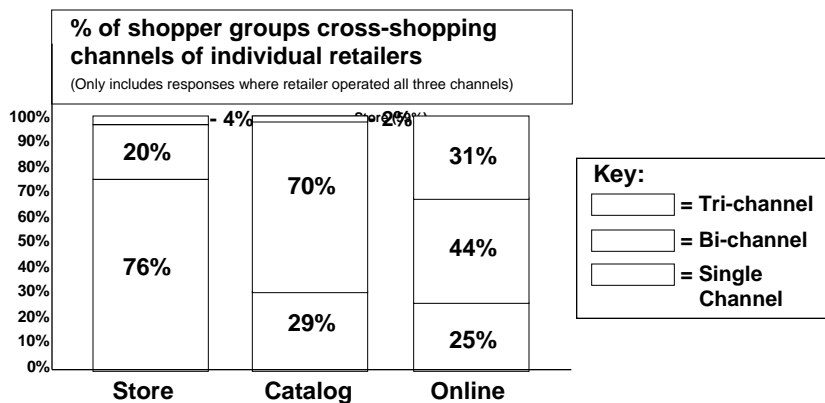 % of shopper groups cross-shopping
channels of individual retailers
(Only includes responses where retailer operated all three channels)
100%
90%
80%
70%
60%
50%
40%
30%
20%
10%
0%
- 4%
20%
76%
- 2%
70%
29%
31%
44%
25%
Store
Catalog
Online
Key:
= Tri-channel
= Bi-channel
= Single
Channel